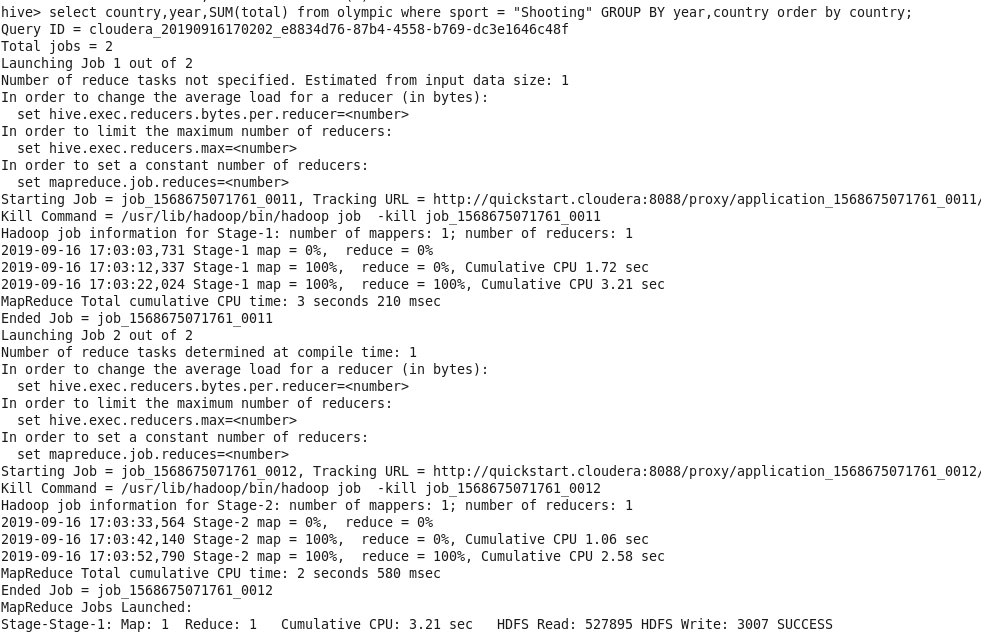 hive> select country,year,SUM(total) from olympic where sport = "Shooting" GROUP BY year,country order by country;
Query ID = cloudera_20190916170202_e8834d76-87b4-4558-b769-dc3e1646c48f
Total jobs = 2
Launching Job 1 out of 2
Number of reduce tasks not specified. Estimated from input data size: 1
In order to change the average load for a reducer (in bytes):
  set hive.exec.reducers.bytes.per.reducer=<number>
In order to limit the maximum number of reducers:
  set hive.exec.reducers.max=<number>
In order to set a constant number of reducers:
  set mapreduce.job.reduces=<number>
Starting Job = job_1568675071761_0011, Tracking URL = http://quickstart.cloudera:8088/proxy/application_1568675071761_0011/
Kill Command = /usr/lib/hadoop/bin/hadoop job  -kill job_1568675071761_0011
Hadoop job information for Stage-1: number of mappers: 1; number of reducers: 1
2019-09-16 17:03:03,731 Stage-1 map = 0%,  reduce = 0%
2019-09-16 17:03:12,337 Stage-1 map = 100%,  reduce = 0%, Cumulative CPU 1.72 sec
2019-09-16 17:03:22,024 Stage-1 map = 100%,  reduce = 100%, Cumulative CPU 3.21 sec
MapReduce Total cumulative CPU time: 3 seconds 210 msec
Ended Job = job_1568675071761_0011
Launching Job 2 out of 2
Number of reduce tasks determined at compile time: 1
In order to change the average load for a reducer (in bytes):
  set hive.exec.reducers.bytes.per.reducer=<number>
In order to limit the maximum number of reducers:
  set hive.exec.reducers.max=<number>
In order to set a constant number of reducers:
  set mapreduce.job.reduces=<number>
Starting Job = job_1568675071761_0012, Tracking URL = http://quickstart.cloudera:8088/proxy/application_1568675071761_0012/
Kill Command = /usr/lib/hadoop/bin/hadoop job  -kill job_1568675071761_0012
Hadoop job information for Stage-2: number of mappers: 1; number of reducers: 1
2019-09-16 17:03:33,564 Stage-2 map = 0%,  reduce = 0%
2019-09-16 17:03:42,140 Stage-2 map = 100%,  reduce = 0%, Cumulative CPU 1.06 sec
2019-09-16 17:03:52,790 Stage-2 map = 100%,  reduce = 100%, Cumulative CPU 2.58 sec
MapReduce Total cumulative CPU time: 2 seconds 580 msec
Ended Job = job_1568675071761_0012
MapReduce Jobs Launched:
Stage-Stage-1: Map: 1  Reduce: 1   Cumulative CPU: 3.21 sec   HDFS Read: 527895 HDFS Write: 3007 SUCCESS